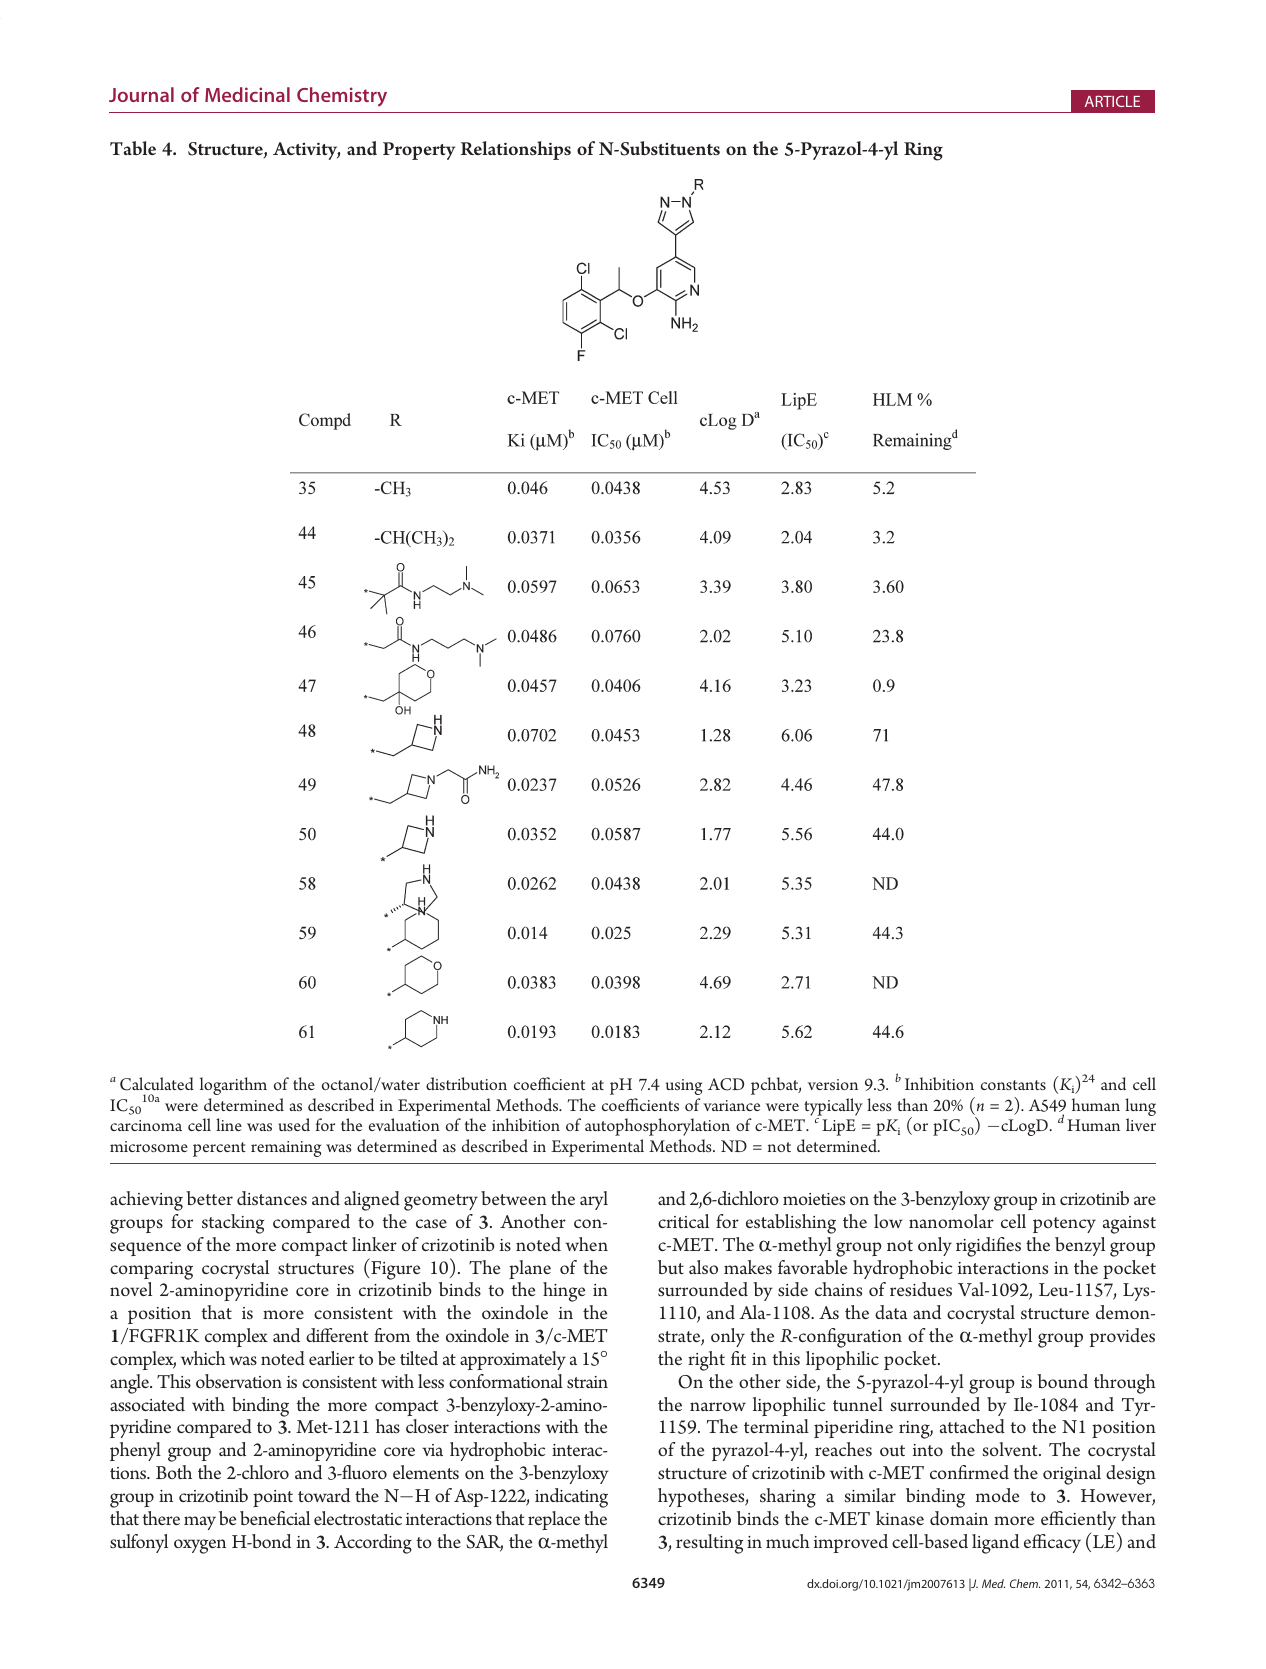 Journal of Medicinal Chemistry
ARTICLE
Table 4. Structure, Activity, and Property Relationships of N-Substituents on the 5-Pyrazol-4-yl Ring
R
N–N
Cl
N
O
Cl
NH2
F
Compd R c-MET Ki (μM)b c-MET Cell IC50 (μM)b cLog Da LipE (IC50)c HLM % Remainingd
35 -CH3 0.046 0.0438 4.53 2.83 5.2
44 -CH(CH3)2 0.0371 0.0356 4.09 2.04 3.2
45 * O N H N 0.0597 0.0653 3.39 3.80 3.60
46 * O N H N 0.0486 0.0760 2.02 5.10 23.8
47 * O OH 0.0457 0.0406 4.16 3.23 0.9
48 * H N 0.0702 0.0453 1.28 6.06 71
49 * N O NH2 0.0237 0.0526 2.82 4.46 47.8
50 * H N 0.0352 0.0587 1.77 5.56 44.0
58 * H N 0.0262 0.0438 2.01 5.35 ND
59 * H N 0.014 0.025 2.29 5.31 44.3
60 * O 0.0383 0.0398 4.69 2.71 ND
61 * NH 0.0193 0.0183 2.12 5.62 44.6
a Calculated logarithm of the octanol/water distribution coefficient at pH 7.4 using ACD pchbat, version 9.3. b Inhibition constants (Ki)24 and cell
IC5010a were determined as described in Experimental Methods. The coefficients of variance were typically less than 20% (n = 2). A549 human lung
carcinoma cell line was used for the evaluation of the inhibition of autophosphorylation of c-MET. c LipE = pKi (or pIC50) −cLogD. d Human liver
microsome percent remaining was determined as described in Experimental Methods. ND = not determined.
achieving better distances and aligned geometry between the aryl
groups for stacking compared to the case of 3. Another con-
sequence of the more compact linker of crizotinib is noted when
comparing cocrystal structures (Figure 10). The plane of the
novel 2-aminopyridine core in crizotinib binds to the hinge in
a position that is more consistent with the oxindole in the
1/FGFR1K complex and different from the oxindole in 3/c-MET
complex, which was noted earlier to be tilted at approximately a 15°
angle. This observation is consistent with less conformational strain
associated with binding the more compact 3-benzyloxy-2-amino-
pyridine compared to 3. Met-1211 has closer interactions with the
phenyl group and 2-aminopyridine core via hydrophobic interac-
tions. Both the 2-chloro and 3-fluoro elements on the 3-benzyloxy
group in crizotinib point toward the N−H of Asp-1222, indicating
that there may be beneficial electrostatic interactions that replace the
sulfonyl oxygen H-bond in 3. According to the SAR, the α-methyl
and 2,6-dichloro moieties on the 3-benzyloxy group in crizotinib are
critical for establishing the low nanomolar cell potency against
c-MET. The α-methyl group not only rigidifies the benzyl group
but also makes favorable hydrophobic interactions in the pocket
surrounded by side chains of residues Val-1092, Leu-1157, Lys-
1110, and Ala-1108. As the data and cocrystal structure demon-
strate, only the R-configuration of the α-methyl group provides
the right fit in this lipophilic pocket.
On the other side, the 5-pyrazol-4-yl group is bound through
the narrow lipophilic tunnel surrounded by Ile-1084 and Tyr-
1159. The terminal piperidine ring, attached to the N1 position
of the pyrazol-4-yl, reaches out into the solvent. The cocrystal
structure of crizotinib with c-MET confirmed the original design
hypotheses, sharing a similar binding mode to 3. However,
crizotinib binds the c-MET kinase domain more efficiently than
3, resulting in much improved cell-based ligand efficacy (LE) and
6349
dx.doi.org/10.1021/jm2007613 |J. Med. Chem. 2011, 54, 6342–6363